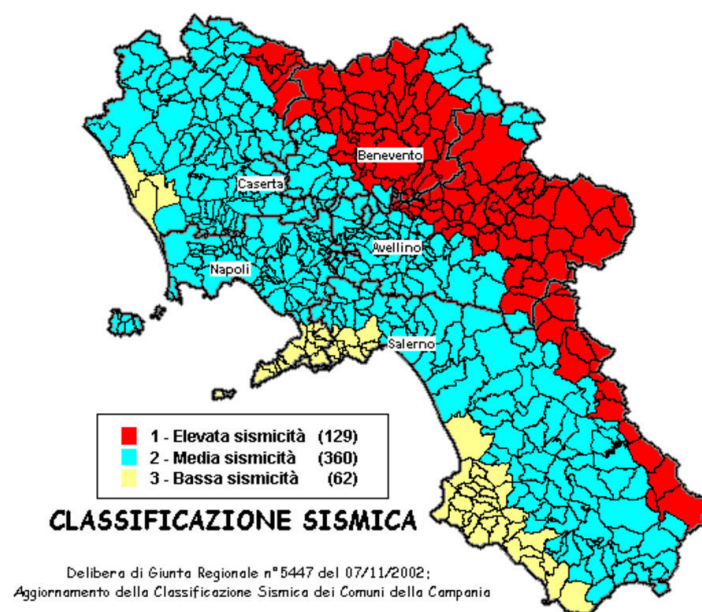 Benevento
Caserta
Avellino
Napoli
Salerno
1 - Elevata sismicità (129)
2 - Media sismicità (360)
3 - Bassa sismicità (62)
CLASSIFICAZIONE SISMICA
Delibera di Giunta Regionale n°5447 del 07/11/2002:
Aggiornamento della Classificazione Sismica dei Comuni della Campania